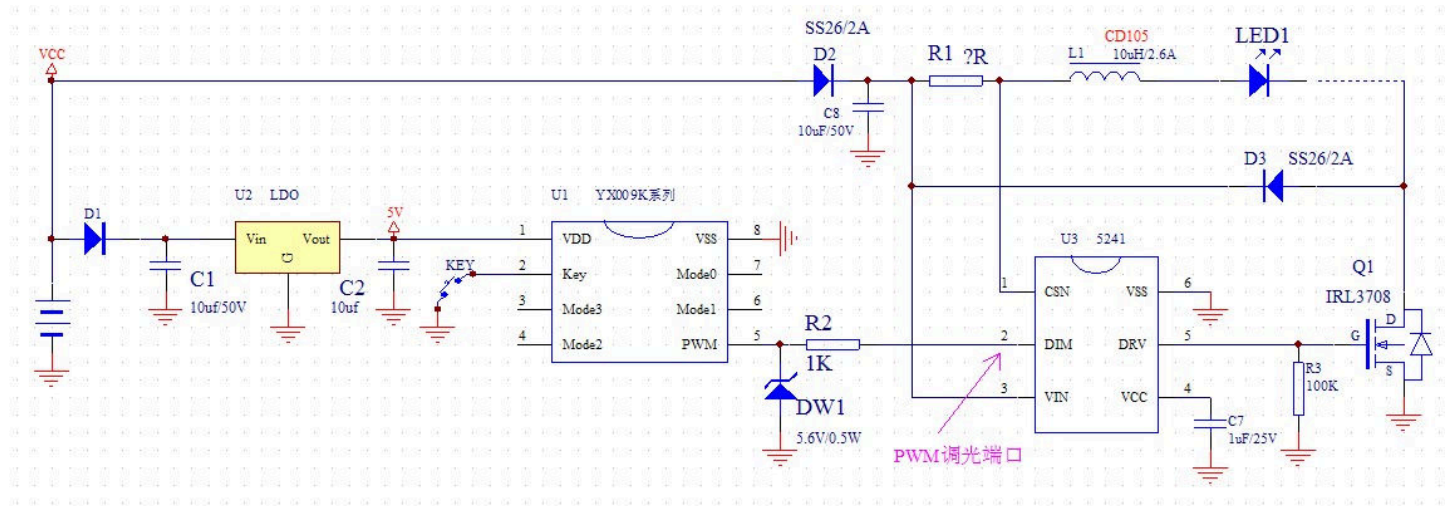 SS26/2A
D2
CD105
LED1
VCC
R1 ?R
L1 10uH/2.6A
C8
10uF/50V
D3 SS26/2A
U2 LDO
U1 YX009K系列
D1
5V
Vin Vout
G
C1
10uf/50V
C2
10uf
KEY
1 VDD VSS 8
2 Key Mode0 7
3 Mode3 Mode1 6
4 Mode2 PWM 5
R2
1K
DW1
5.6V/0.5W
U3 5241
1 CSN VSS 6
2 DIM DRV 5
3 VIN VCC 4
Q1
IRL3708
D
G
S
R3
100K
C7
1uF/25V
PWM调光端口